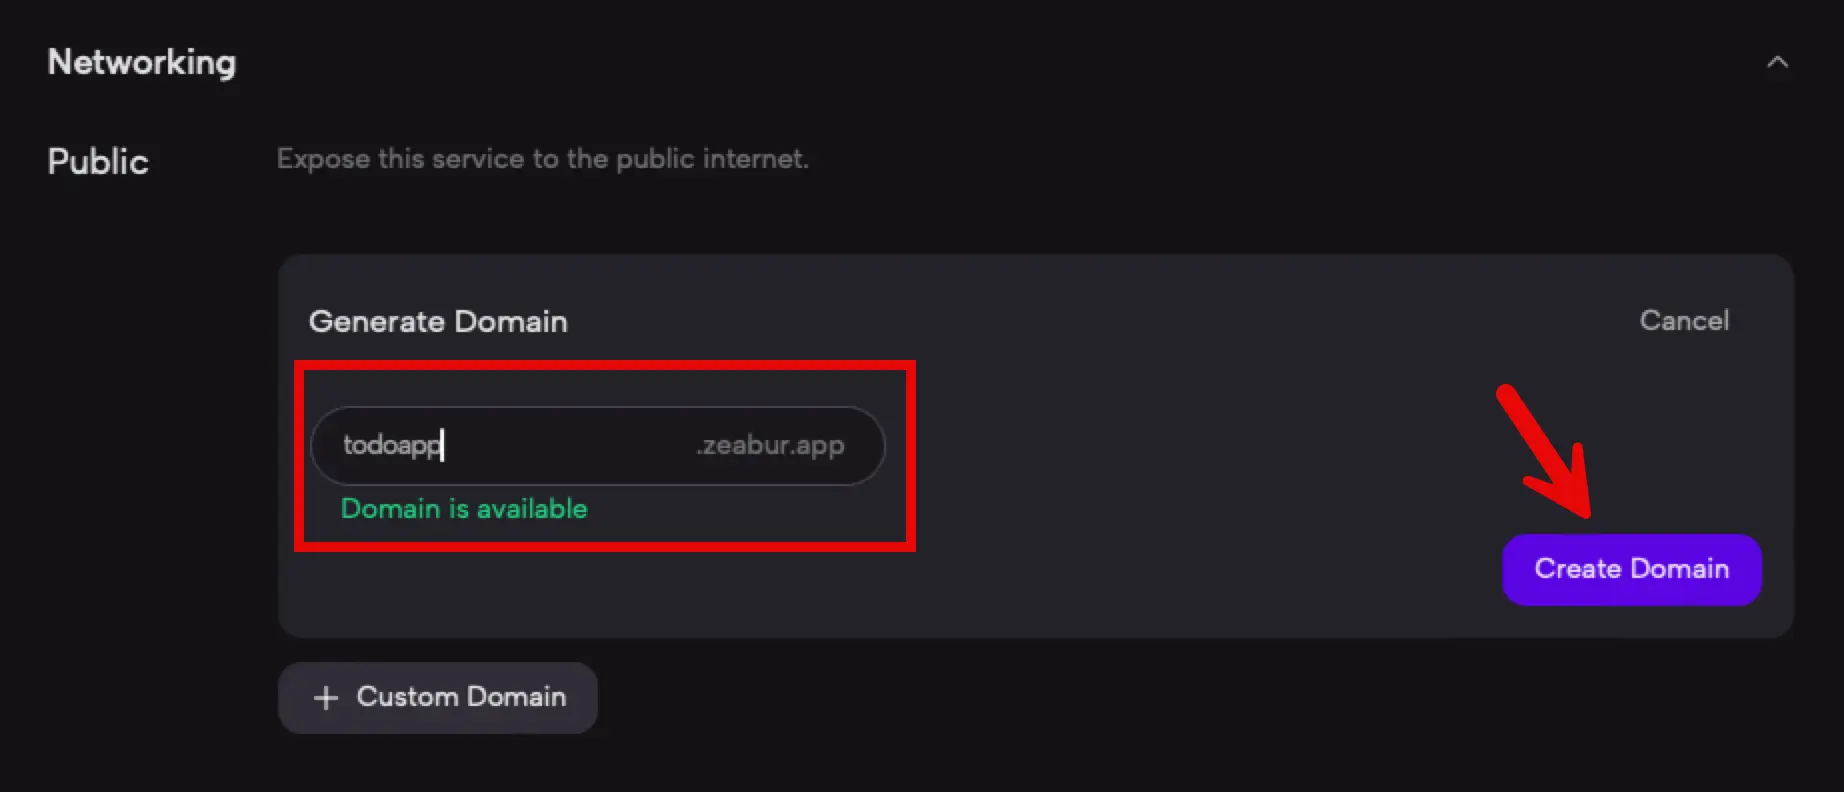 Networking
Public
Expose this service to the public internet.
Generate Domain
Cancel
todoapp
.zeabur.app
Domain is available
Create Domain
+ Custom Domain